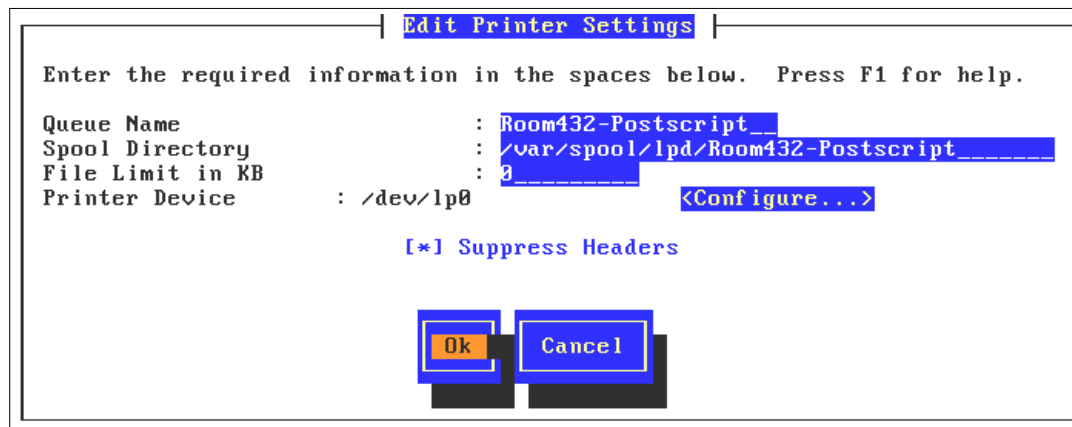 Edit Printer Settings
Enter the required information in the spaces below.  Press F1 for help.
Queue Name : Room432-Postscript__
Spool Directory : /var/spool/lpd/Room432-Postscript_______
File Limit in KB : 0_________
Printer Device : /dev/lp0 <Configure...>
[*] Suppress Headers
Ok Cancel